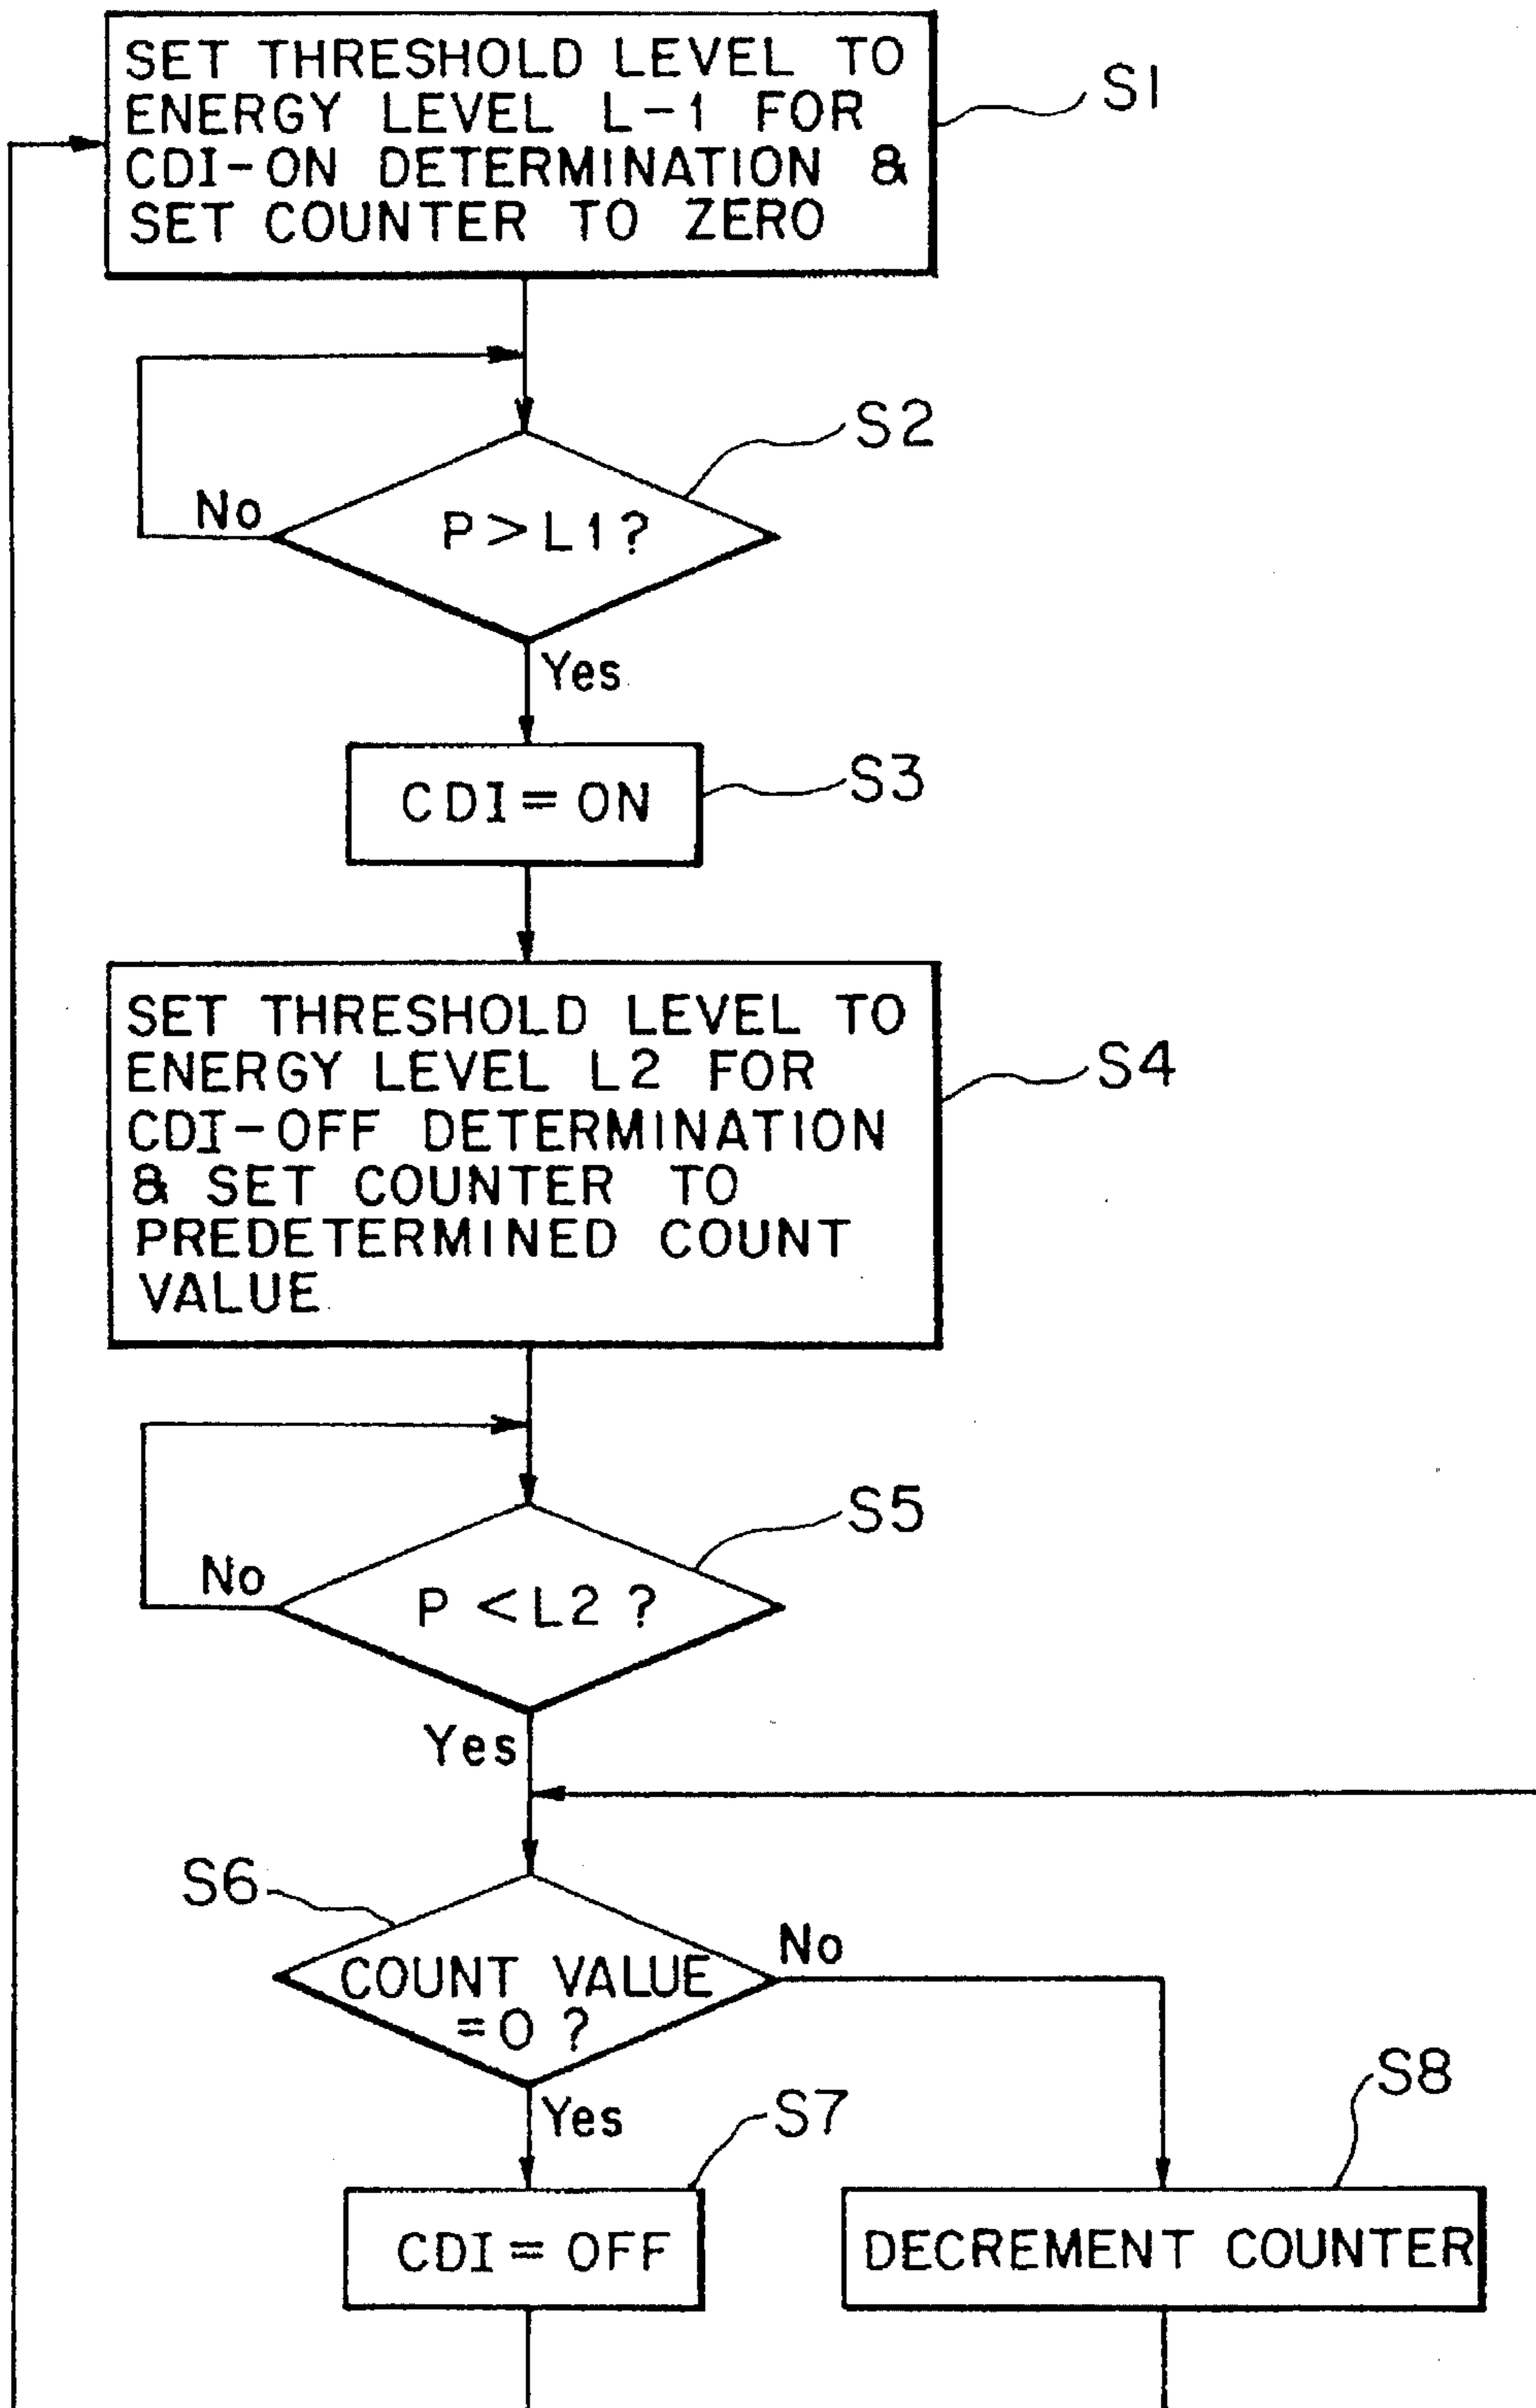 SET THRESHOLD LEVEL TO
ENERGY LEVEL L-1 FOR
CDI-ON DETERMINATION &
SET COUNTER TO ZERO
S1
S2
No
P>L1?
Yes
CDI=ON
S3
SET THRESHOLD LEVEL TO
ENERGY LEVEL L2 FOR
CDI-OFF DETERMINATION
& SET COUNTER TO
PREDETERMINED COUNT
VALUE
S4
S5
No
P<L2?
Yes
S6
COUNT VALUE
=0?
No
Yes
S7
S8
CDI=OFF
DECREMENT COUNTER